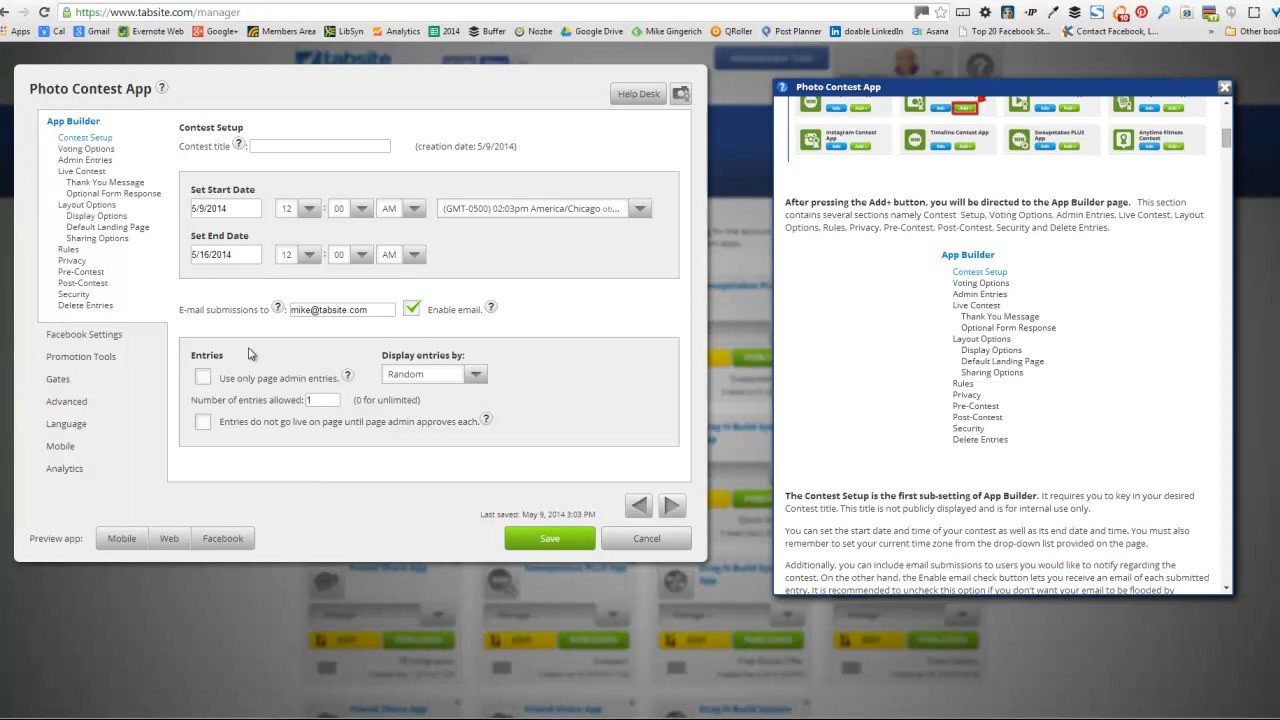 https://www.tabsite.com/manager
Apps Cal Gmail Evernote Web Google+ Members Area LibSyn Analytics 2014 Buffer Nozbe Google Drive Mike Gingerich QRoller Post Planner doable LinkedIn Asana Top 20 Facebook St... Contact Facebook, L... » Other book
Photo Contest App ?
Help Desk
App Builder
Contest Setup
Voting Options
Admin Entries
Live Contest
Thank You Message
Optional Form Response
Layout Options
Display Options
Default Landing Page
Sharing Options
Rules
Privacy
Pre-Contest
Post-Contest
Security
Delete Entries
Facebook Settings
Promotion Tools
Gates
Advanced
Language
Mobile
Analytics
Contest Setup
Contest title ? : (creation date: 5/9/2014)
Set Start Date
5/9/2014 12 : 00 AM (GMT-0500) 02:03pm America/Chicago ob...
Set End Date
5/16/2014 12 : 00 AM
E-mail submissions to ? : mike@tabsite.com Enable email. ?
Entries
Use only page admin entries. ?
Number of entries allowed: 1 (0 for unlimited)
Entries do not go live on page until page admin approves each. ?
Display entries by:
Random
Last saved: May 9, 2014 3:03 PM
Preview app: Mobile Web Facebook Save Cancel
? Photo Contest App
Info Add+ Info Add+ Info Add+ Info Add+
Instagram Contest App Timeline Contest App Sweepstakes PLUS App Anytime Fitness Contest
Info Add+ Info Add+ Info Add+ Info Add+
After pressing the Add+ button, you will be directed to the App Builder page. This section
contains several sections namely Contest Setup, Voting Options, Admin Entries, Live Contest, Layout
Options, Rules, Privacy, Pre-Contest, Post-Contest, Security and Delete Entries.
App Builder
Contest Setup
Voting Options
Admin Entries
Live Contest
Thank You Message
Optional Form Response
Layout Options
Display Options
Default Landing Page
Sharing Options
Rules
Privacy
Pre-Contest
Post-Contest
Security
Delete Entries
The Contest Setup is the first sub-setting of App Builder. It requires you to key in your desired
Contest title. This title is not publicly displayed and is for internal use only.
You can set the start date and time of your contest as well as its end date and time. You must also
remember to set your current time zone from the drop-down list provided on the page.
Additionally, you can include email submissions to users you would like to notify regarding the
contest. On the other hand, the Enable email check button lets you receive an email of each submitted
entry. It is recommended to uncheck this option if you don't want your email to be flooded by